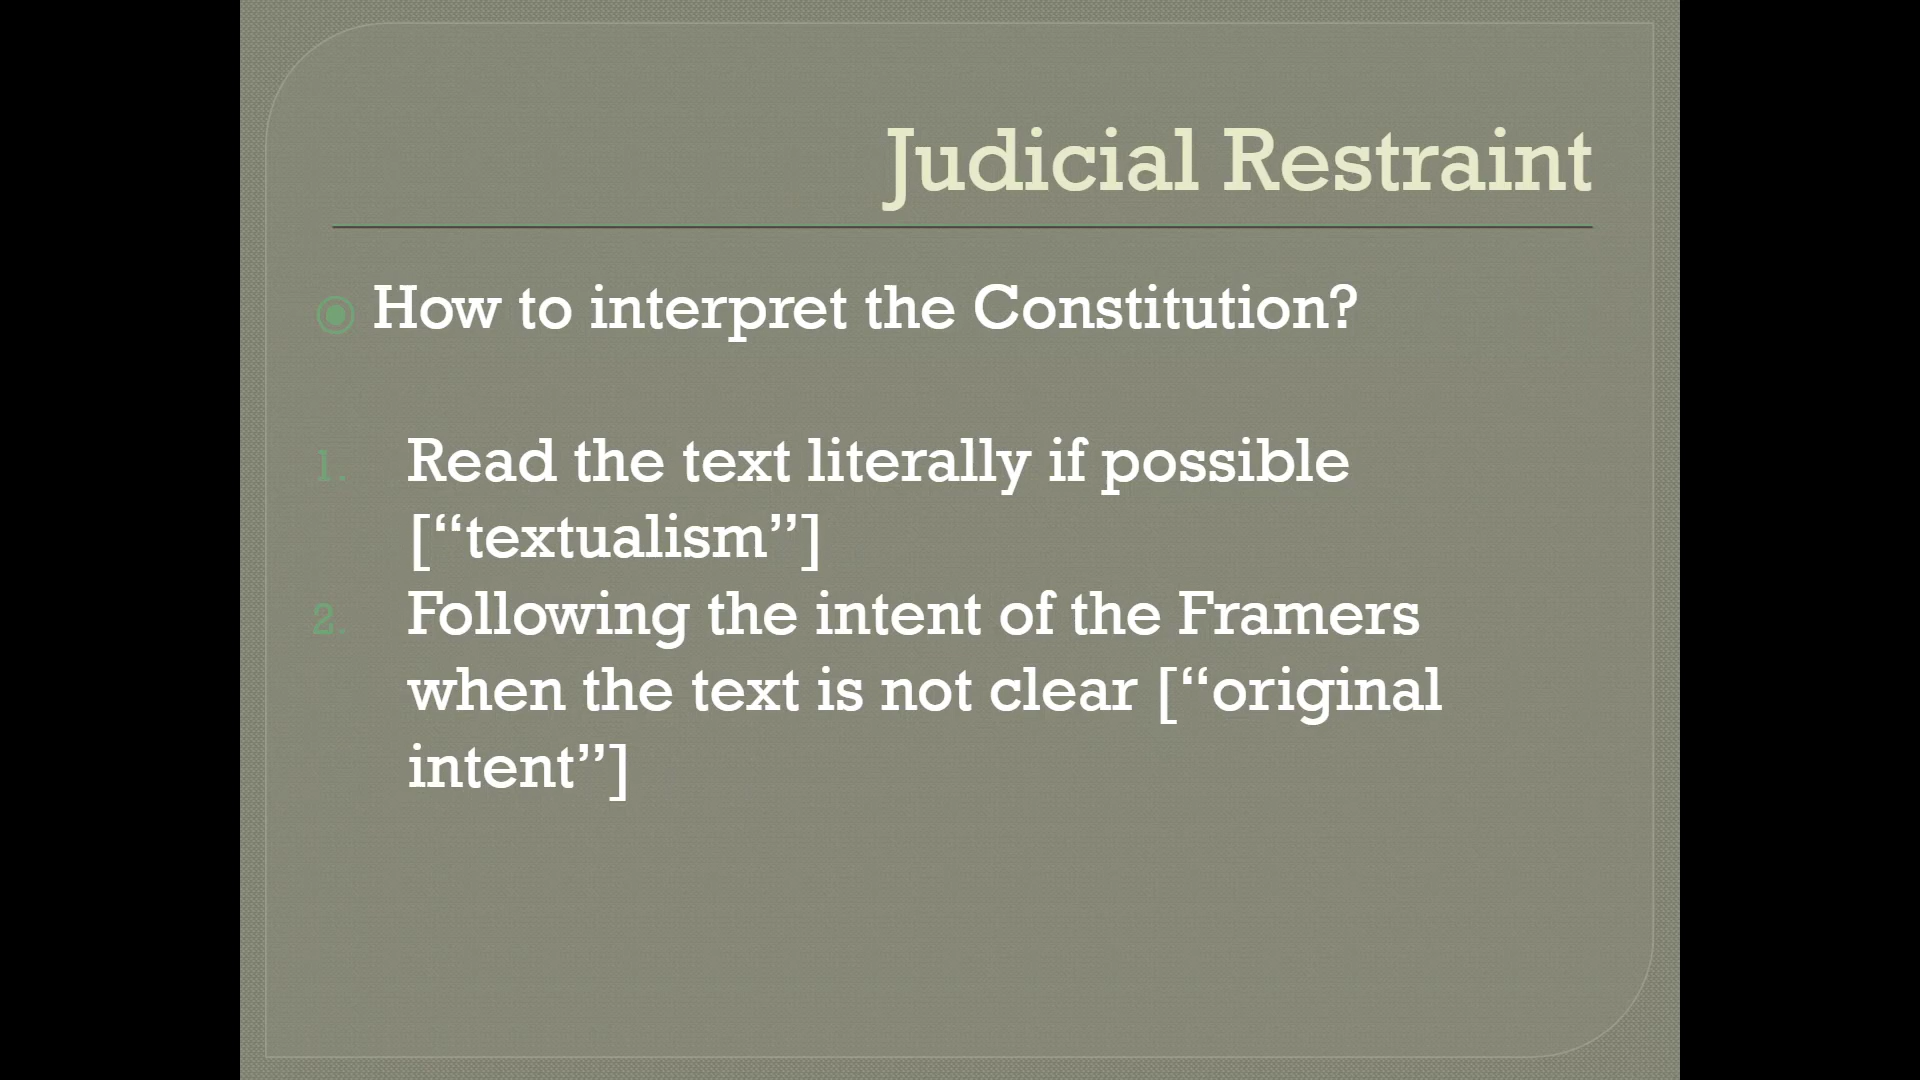 Judicial Restraint
How to interpret the Constitution?
1. Read the text literally if possible
[“textualism”]
2. Following the intent of the Framers
when the text is not clear [“original
intent”]